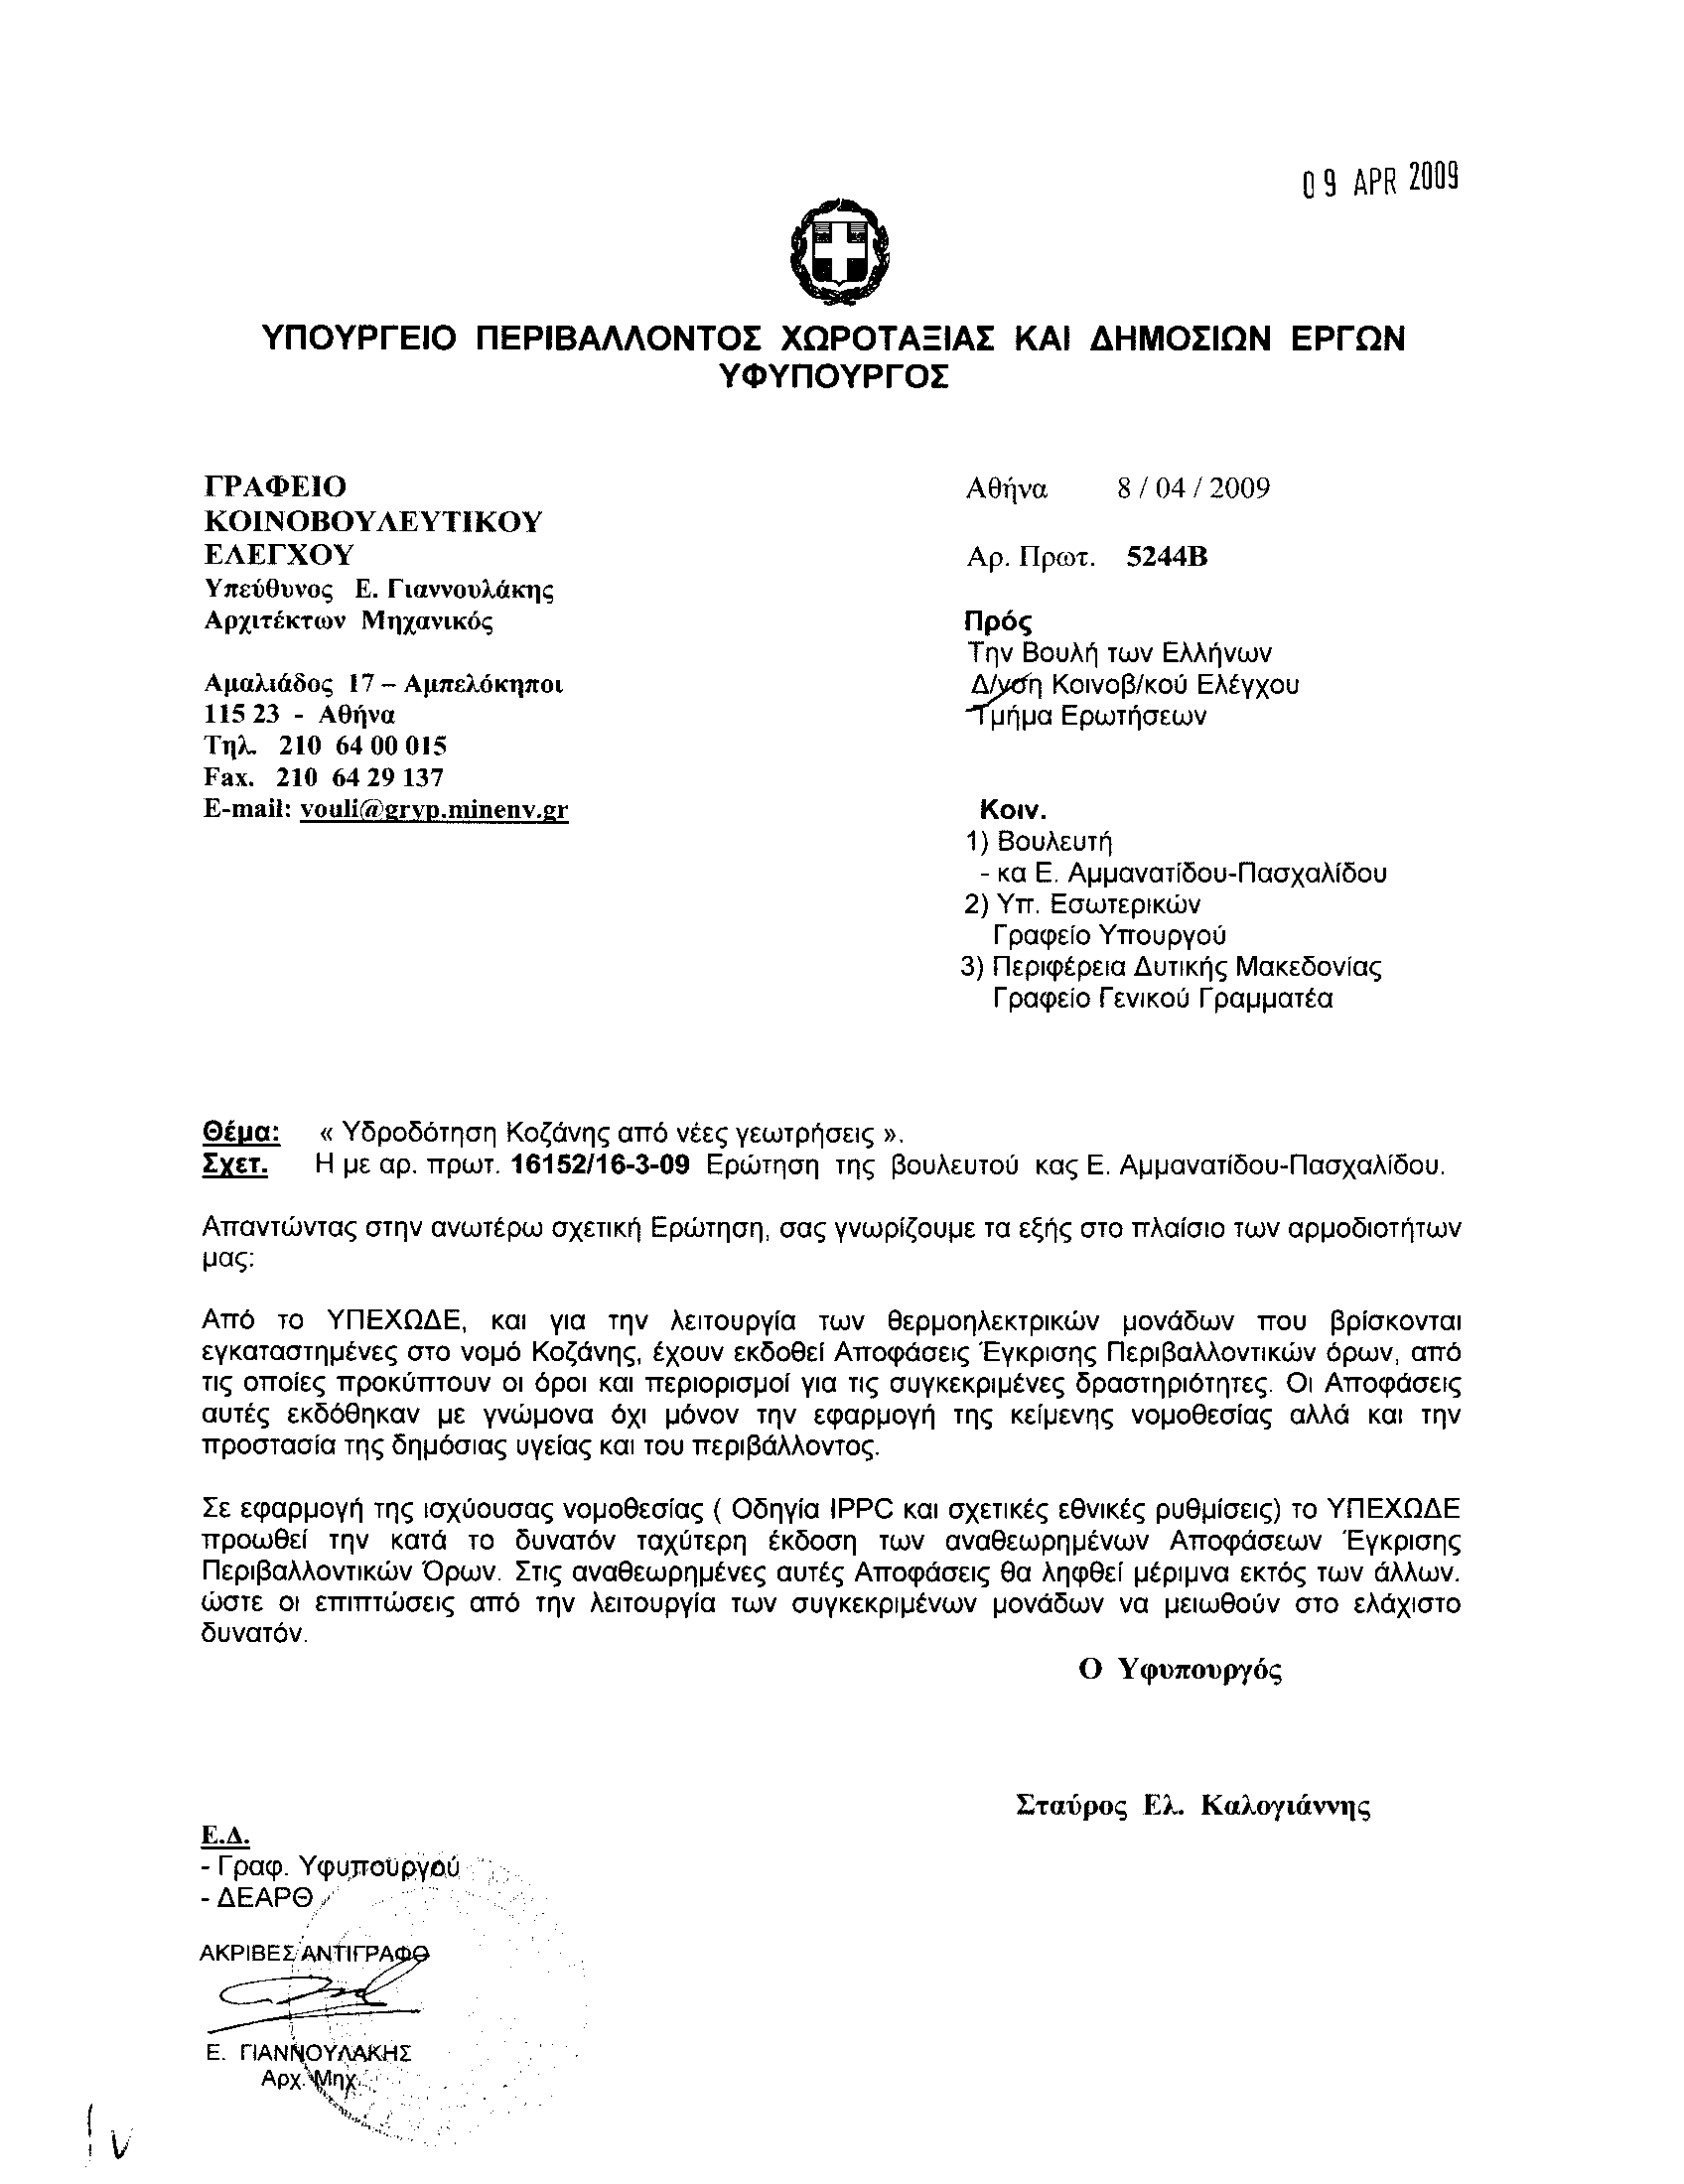 09 APR 2009
ΥΠΟΥΡΓΕΙΟ ΠΕΡΙΒΑΛΛΟΝΤΟΣ ΧΩΡΟΤΑΞΙΑΣ ΚΑΙ ΔΗΜΟΣΙΩΝ ΕΡΓΩΝ
ΥΦΥΠΟΥΡΓΟΣ
ΓΡΑΦΕΙΟ
ΚΟΙΝΟΒΟΥΛΕΥΤΙΚΟΥ
ΕΛΕΓΧΟΥ
Υπεύθυνος Ε. Γιαννουλάκης
Αρχιτέκτων Μηχανικός
Αμαλιάδος 17 – Αμπελόκηποι
115 23 - Αθήνα
Τηλ. 210 64 00 015
Fax. 210 64 29 137
E-mail: vouli@gryp.minenv.gr
Αθήνα 8 / 04 / 2009
Αρ. Πρωτ. 5244Β
Πρός
Την Βουλή των Ελλήνων
Δ/νση Κοινοβ/κού Ελέγχου
Τμήμα Ερωτήσεων
Κοιν.
1) Βουλευτή
- κα Ε. Αμμανατίδου-Πασχαλίδου
2) Υπ. Εσωτερικών
Γραφείο Υπουργού
3) Περιφέρεια Δυτικής Μακεδονίας
Γραφείο Γενικού Γραμματέα
Θέμα: « Υδροδότηση Κοζάνης από νέες γεωτρήσεις ».
Σχετ. Η με αρ. πρωτ. 16152/16-3-09 Ερώτηση της βουλευτού κας Ε. Αμμανατίδου-Πασχαλίδου.
Απαντώντας στην ανωτέρω σχετική Ερώτηση, σας γνωρίζουμε τα εξής στο πλαίσιο των αρμοδιοτήτων
μας:
Από το ΥΠΕΧΩΔΕ, και για την λειτουργία των θερμοηλεκτρικών μονάδων που βρίσκονται
εγκαταστημένες στο νομό Κοζάνης, έχουν εκδοθεί Αποφάσεις Έγκρισης Περιβαλλοντικών όρων, από
τις οποίες προκύπτουν οι όροι και περιορισμοί για τις συγκεκριμένες δραστηριότητες. Οι Αποφάσεις
αυτές εκδόθηκαν με γνώμονα όχι μόνον την εφαρμογή της κείμενης νομοθεσίας αλλά και την
προστασία της δημόσιας υγείας και του περιβάλλοντος.
Σε εφαρμογή της ισχύουσας νομοθεσίας ( Οδηγία IPPC και σχετικές εθνικές ρυθμίσεις) το ΥΠΕΧΩΔΕ
προωθεί την κατά το δυνατόν ταχύτερη έκδοση των αναθεωρημένων Αποφάσεων Έγκρισης
Περιβαλλοντικών Όρων. Στις αναθεωρημένες αυτές Αποφάσεις θα ληφθεί μέριμνα εκτός των άλλων.
ώστε οι επιπτώσεις από την λειτουργία των συγκεκριμένων μονάδων να μειωθούν στο ελάχιστο
δυνατόν.
Ο Υφυπουργός
Σταύρος Ελ. Καλογιάννης
Ε.Δ.
- Γραφ. Υφυπουργού
- ΔΕΑΡΘ
ΑΚΡΙΒΕΣ ΑΝΤΙΓΡΑΦΟ
Ε. ΓΙΑΝΝΟΥΛΑΚΗΣ
Αρχ. Μηχ.